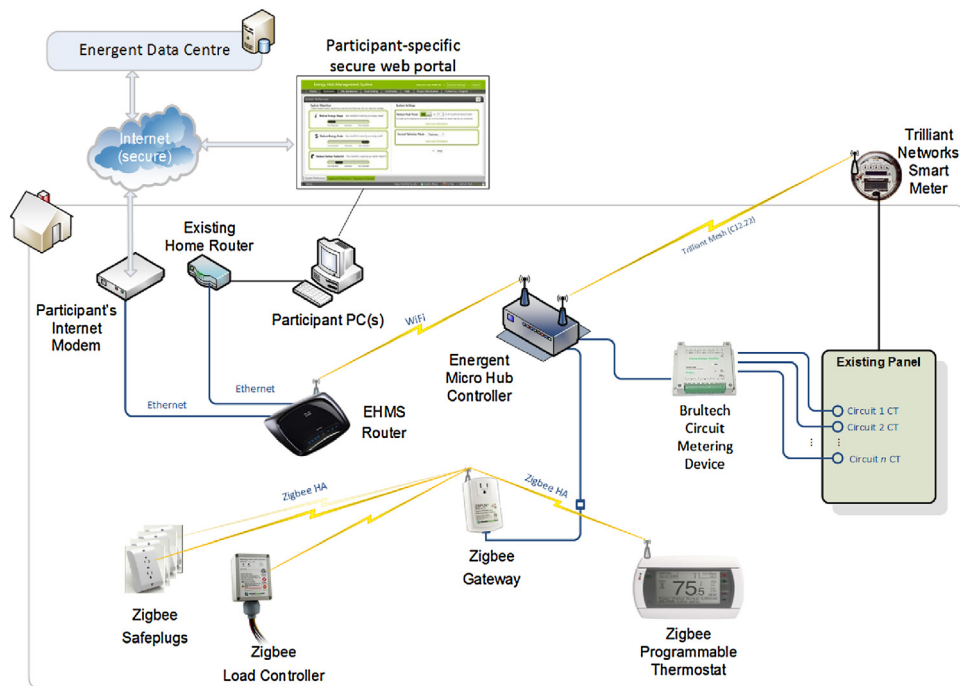 Energent Data Centre
Participant-specific
secure web portal
Internet
(secure)
Trilliant
Networks
Smart
Meter
Existing
Home Router
Trilliant Mesh (C12.22)
Participant's
Internet
Modem
Participant PC(s)
WiFi
Energent
Micro Hub
Controller
Existing Panel
Ethernet
Ethernet
EHMS
Router
Brultech
Circuit
Metering
Device
Circuit 1 CT
Circuit 2 CT
Circuit n CT
Zigbee HA
Zigbee HA
Zigbee
Gateway
75.5
Zigbee
Safeplugs
Zigbee
Load Controller
Zigbee
Programmable
Thermostat